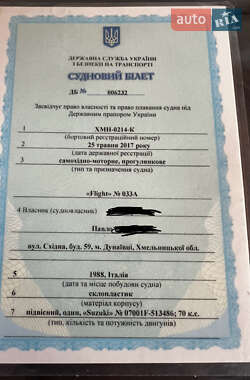 auto RIA.com
ДЕРЖАВНА СЛУЖБА УКРАЇНИ
З БЕЗПЕКИ НА ТРАНСПОРТІ
СУДНОВИЙ БІЛЕТ
ДБ № 006232
Засвідчує право власності та право плавання судна під
Державним прапором України
1 ХМН-0214-К
(бортовий реєстраційний номер)
2 25 травня 2017 року
(дата державної реєстрації)
3 самохідно-моторне, прогулянкове
(тип та призначення судна)
«Flight» № 033А
4 Власник (судновласник)
Павло
вул. Східна, буд. 59, м. Дунаївці, Хмельницької обл.
5 1988, Італія
(дата та місце побудови судна)
6 склопластик
(матеріал корпусу)
7 підвісний, один, «Suzuki» № 07001F-513486; 70 к.с.
(тип, кількість та потужність двигунів)